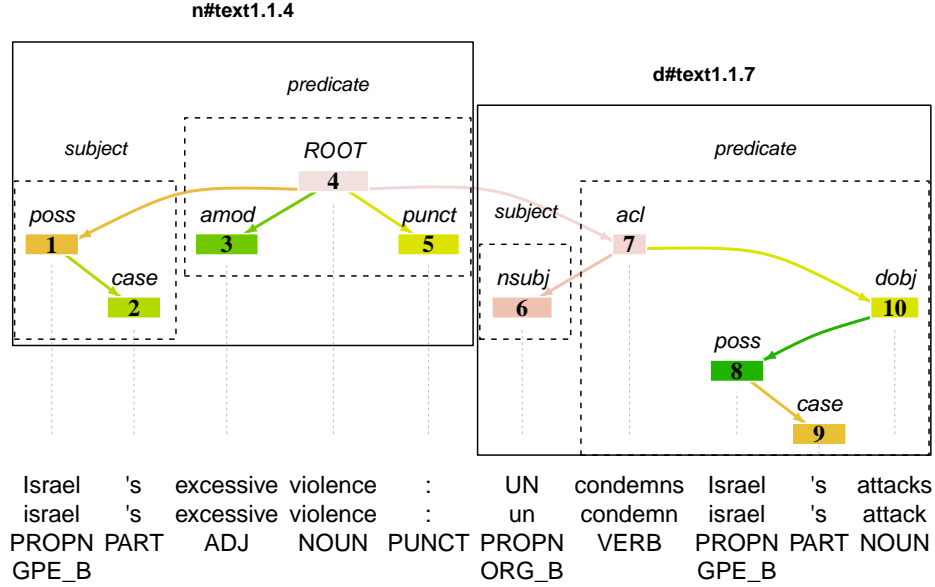 n#text1.1.4
d#text1.1.7
predicate
subject
ROOT
predicate
4
poss
amod
punct
subject
acl
1
3
5
7
case
nsubj
dobj
2
6
10
poss
8
case
9
Israel 's excessive violence : UN condemns Israel 's attacks
israel 's excessive violence : un condemn israel 's attack
PROPN PART ADJ NOUN PUNCT PROPN VERB PROPN PART NOUN
GPE_B ORG_B GPE_B